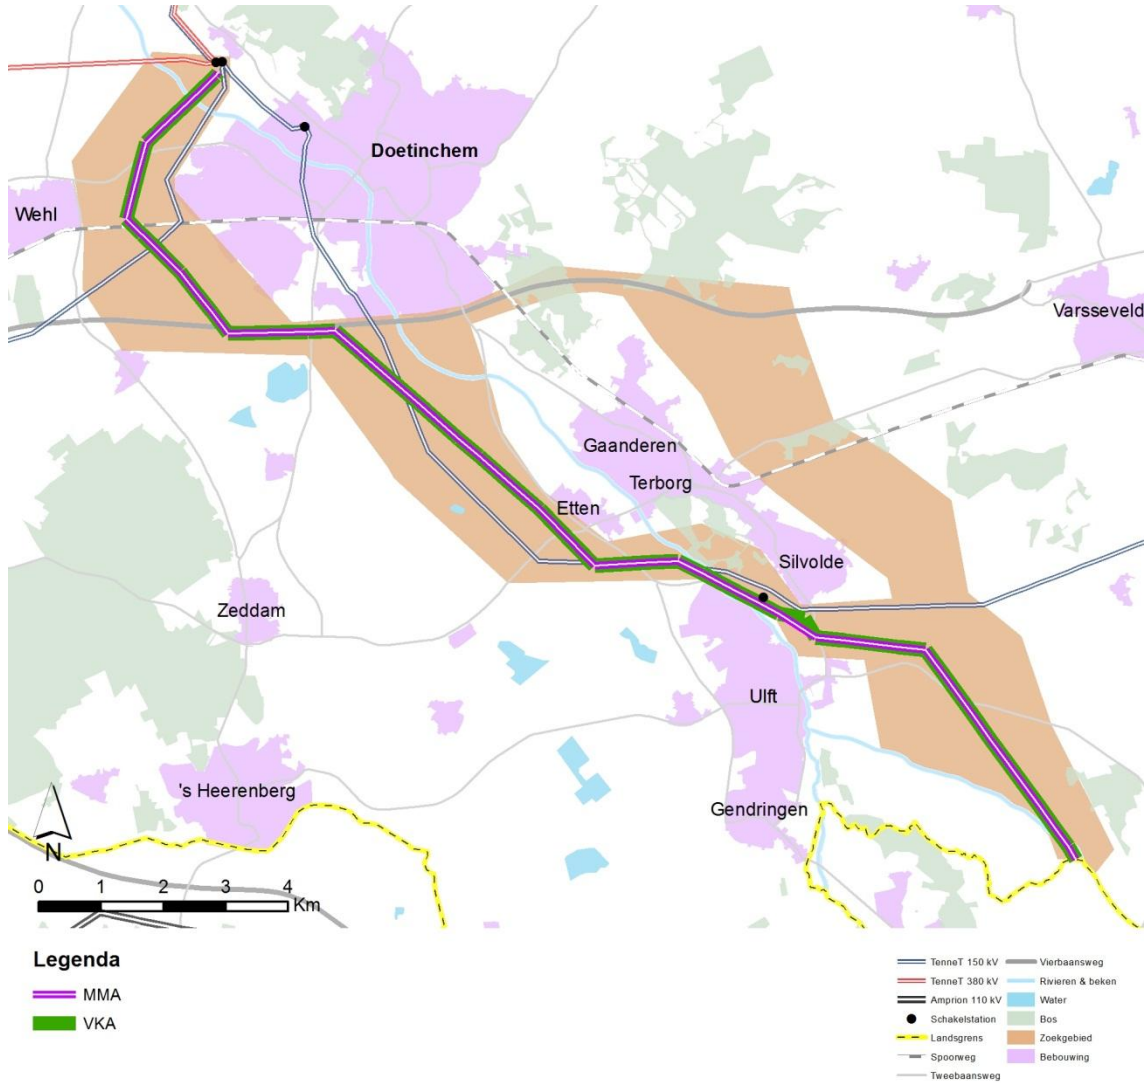 Doetinchem
Wehl
Varsseveld
Gaanderen
Terborg
Etten
Silvolde
Zeddam
Ulft
's Heerenberg
Gendringen
N
0 1 2 3 4
Km
Legenda
MMA
VKA
TenneT 150 kV
TenneT 380 kV
Amprion 110 kV
Schakelstation
Landsgrens
Spoorweg
Tweebaansweg
Vierbaansweg
Rivieren & beken
Water
Bos
Zoekgebied
Bebouwing